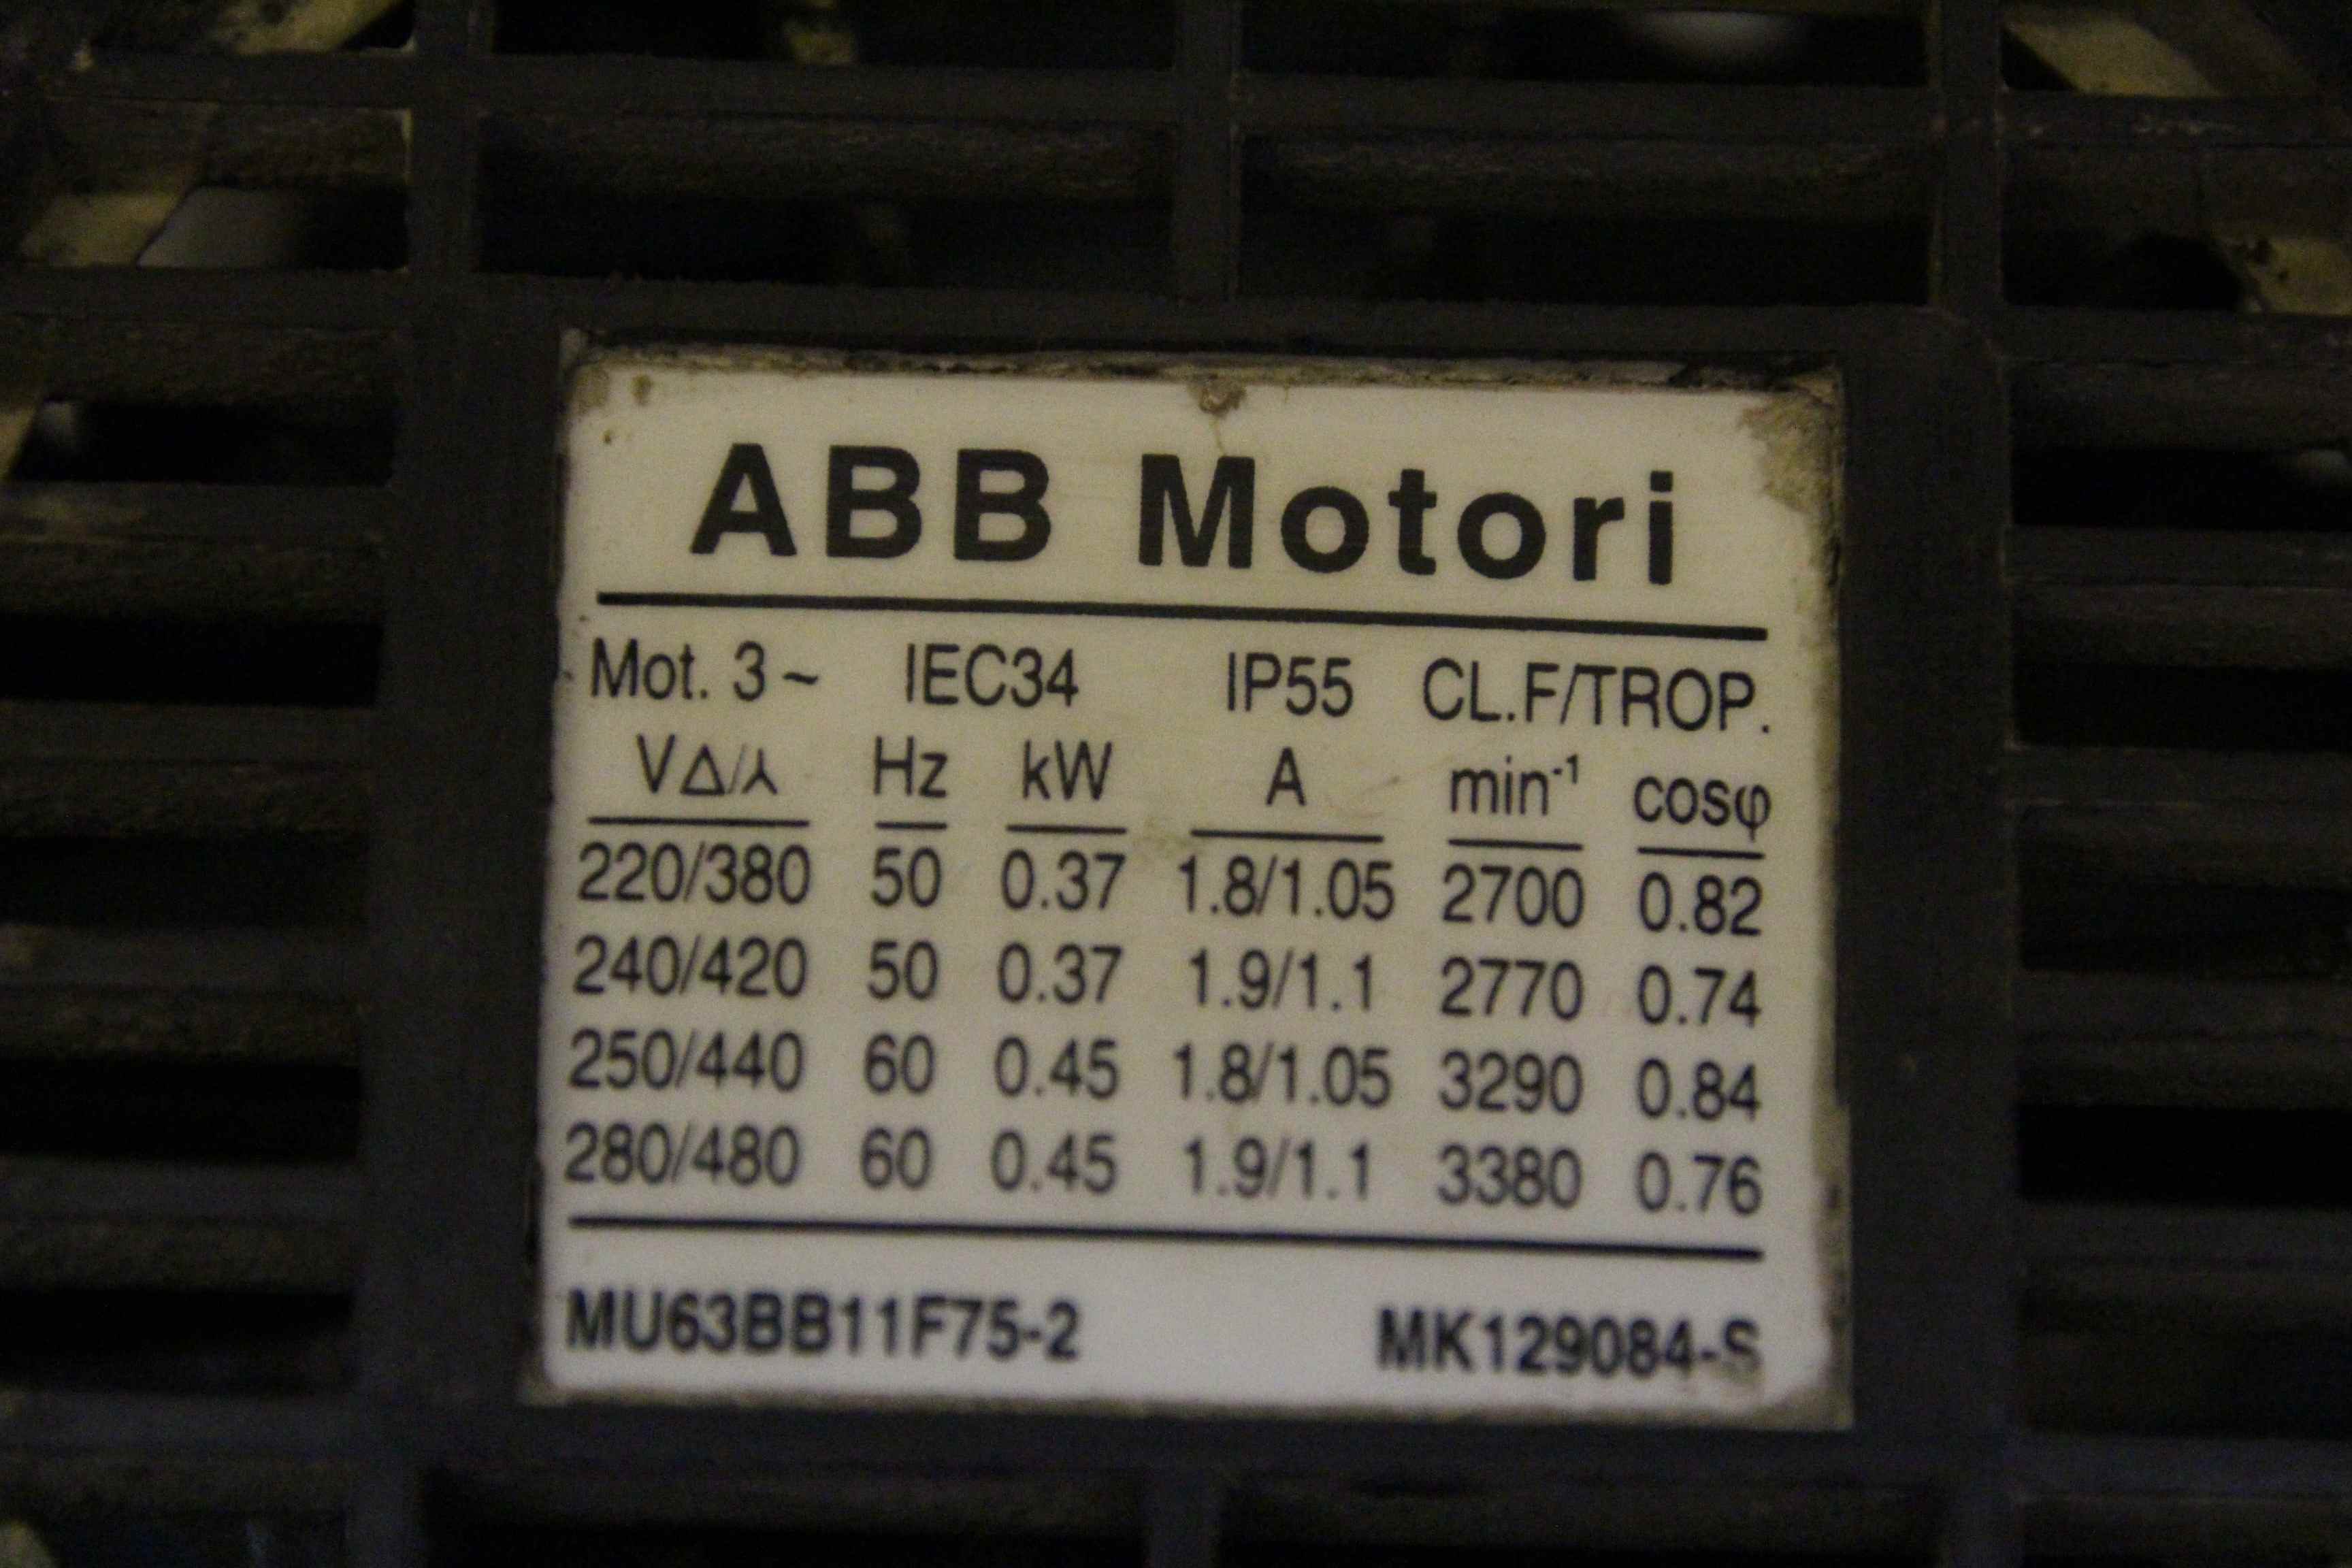 ABB Motori
Mot. 3~ IEC34 IP55 CL.F/TROP.
VΔ/⅄ Hz kW A min⁻¹ cosφ
220/380 50 0.37 1.8/1.05 2700 0.82
240/420 50 0.37 1.9/1.1 2770 0.74
250/440 60 0.45 1.8/1.05 3290 0.84
280/480 60 0.45 1.9/1.1 3380 0.76
MU63BB11F75-2 MK129084-S